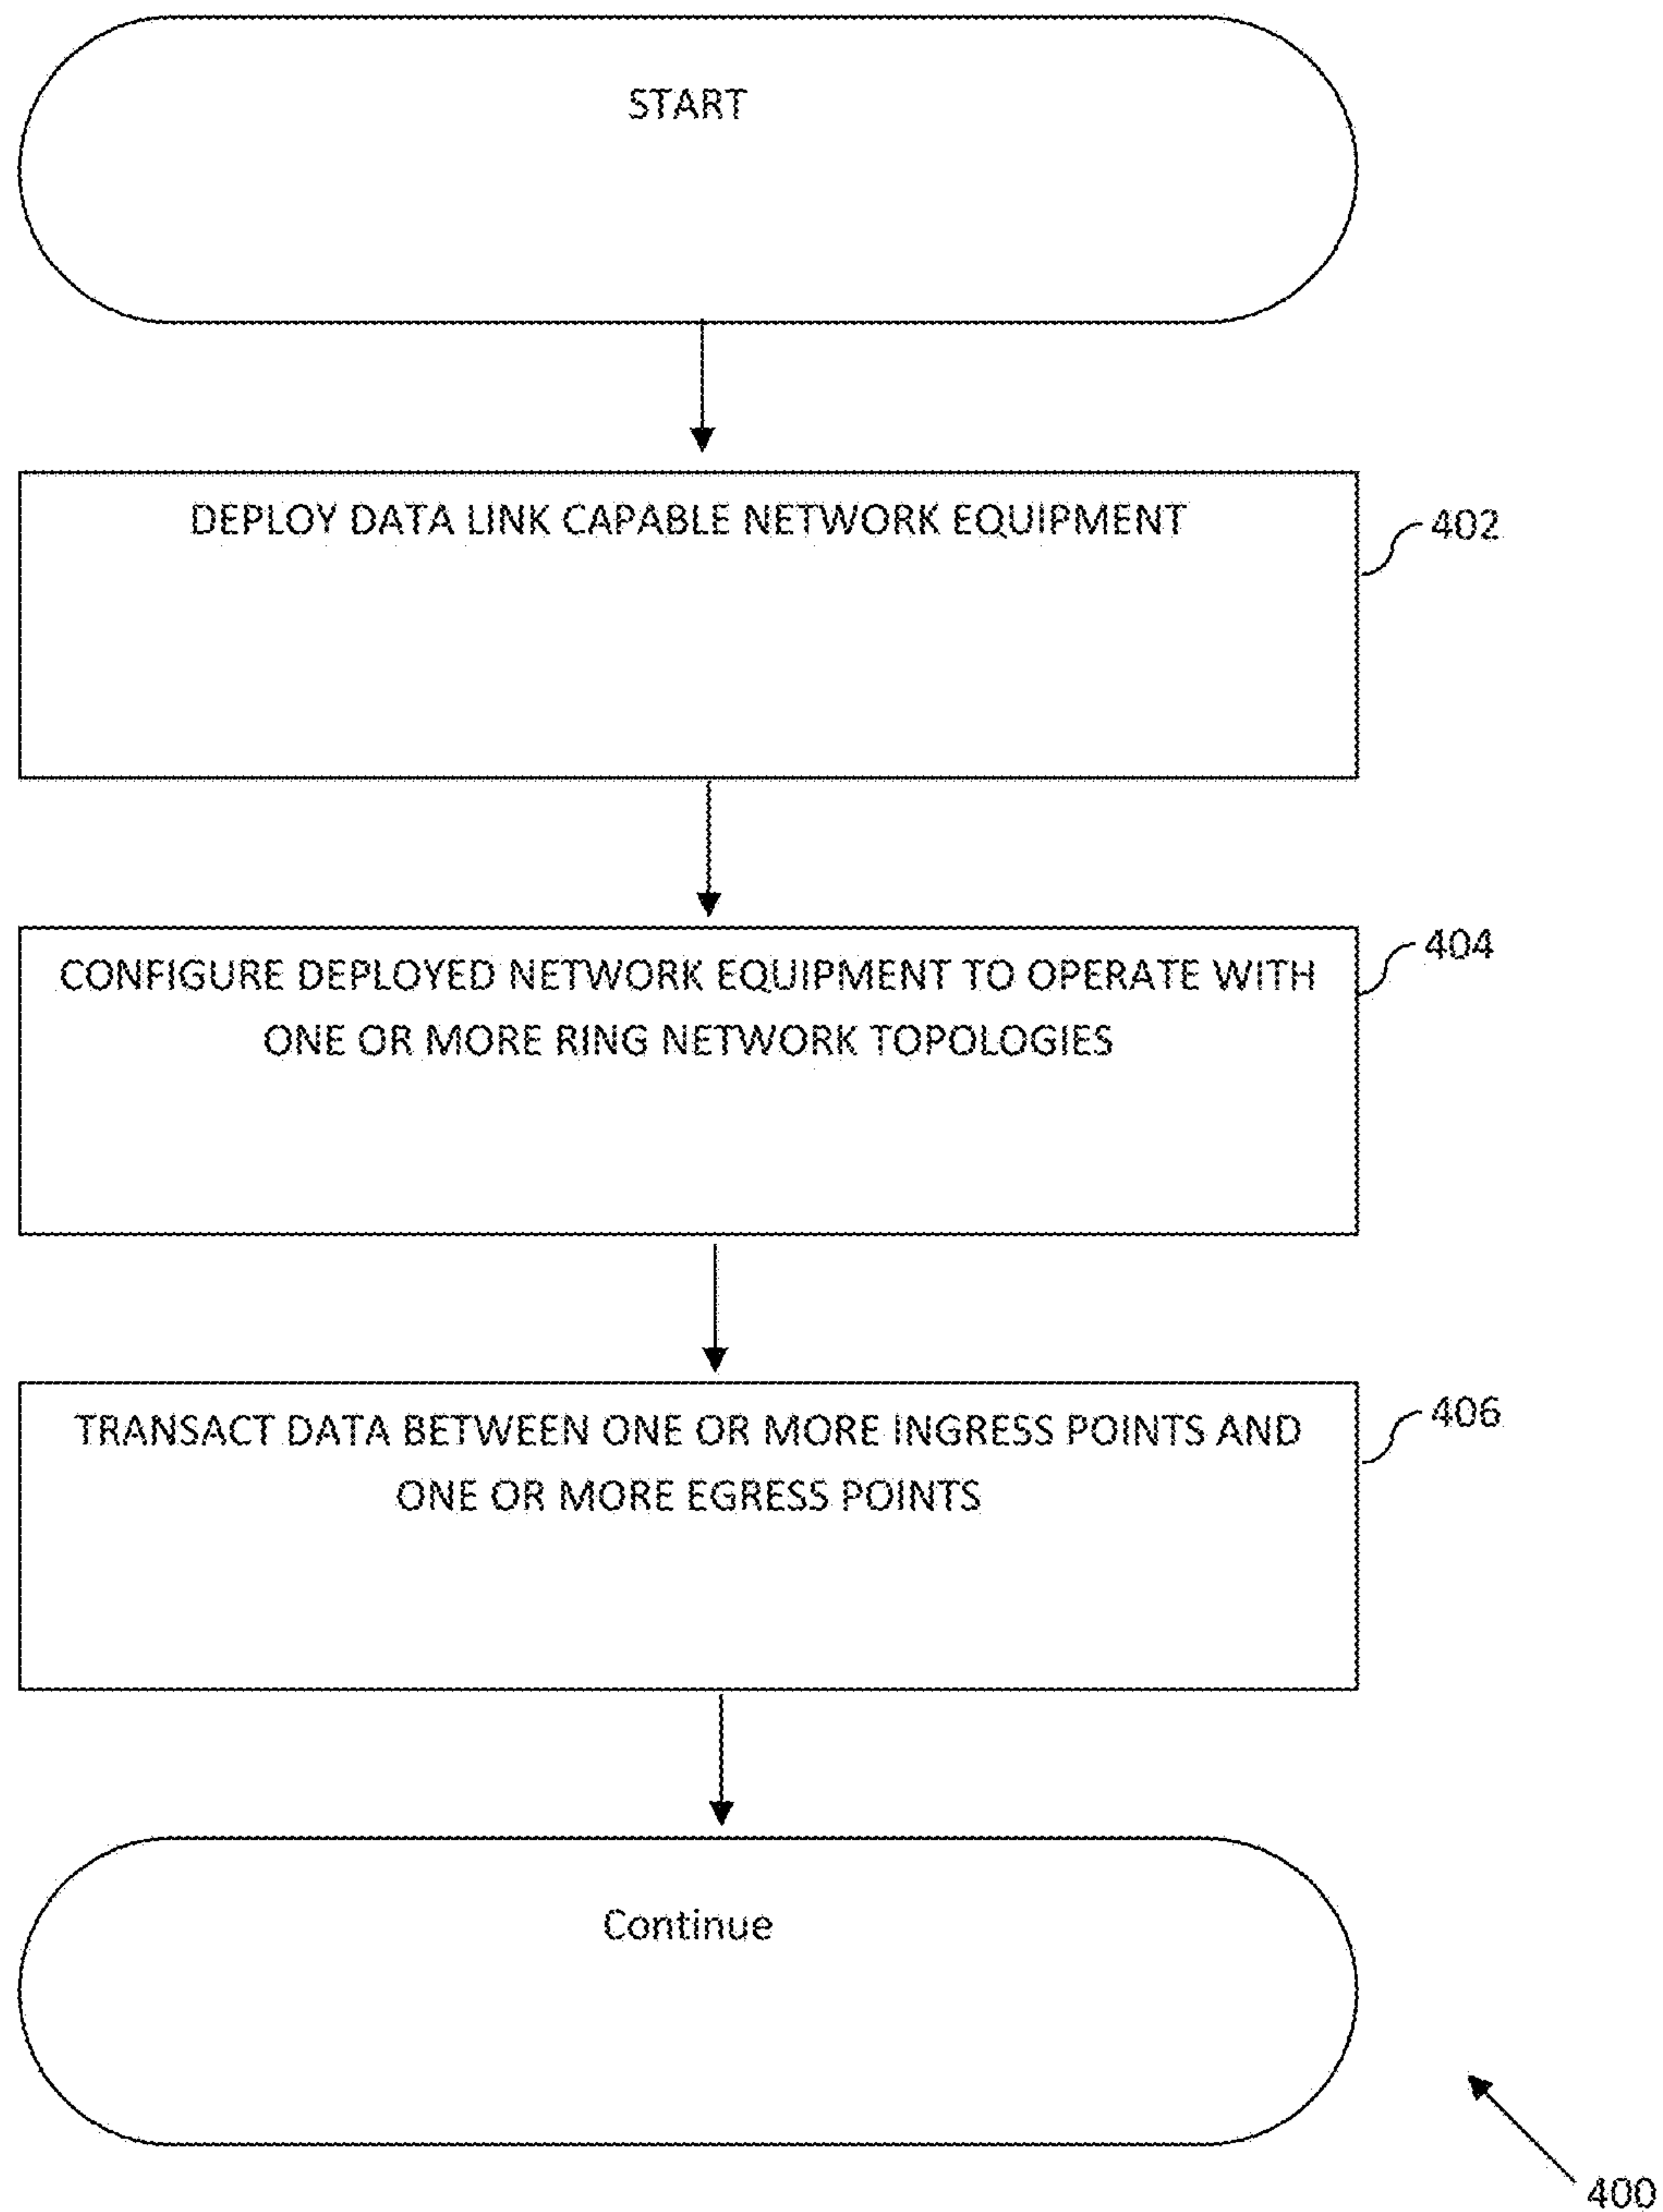 START
DEPLOY DATA LINK CAPABLE NETWORK EQUIPMENT
402
CONFIGURE DEPLOYED NETWORK EQUIPMENT TO OPERATE WITH
ONE OR MORE RING NETWORK TOPOLOGIES
404
TRANSACT DATA BETWEEN ONE OR MORE INGRESS POINTS AND
ONE OR MORE EGRESS POINTS
406
Continue
400